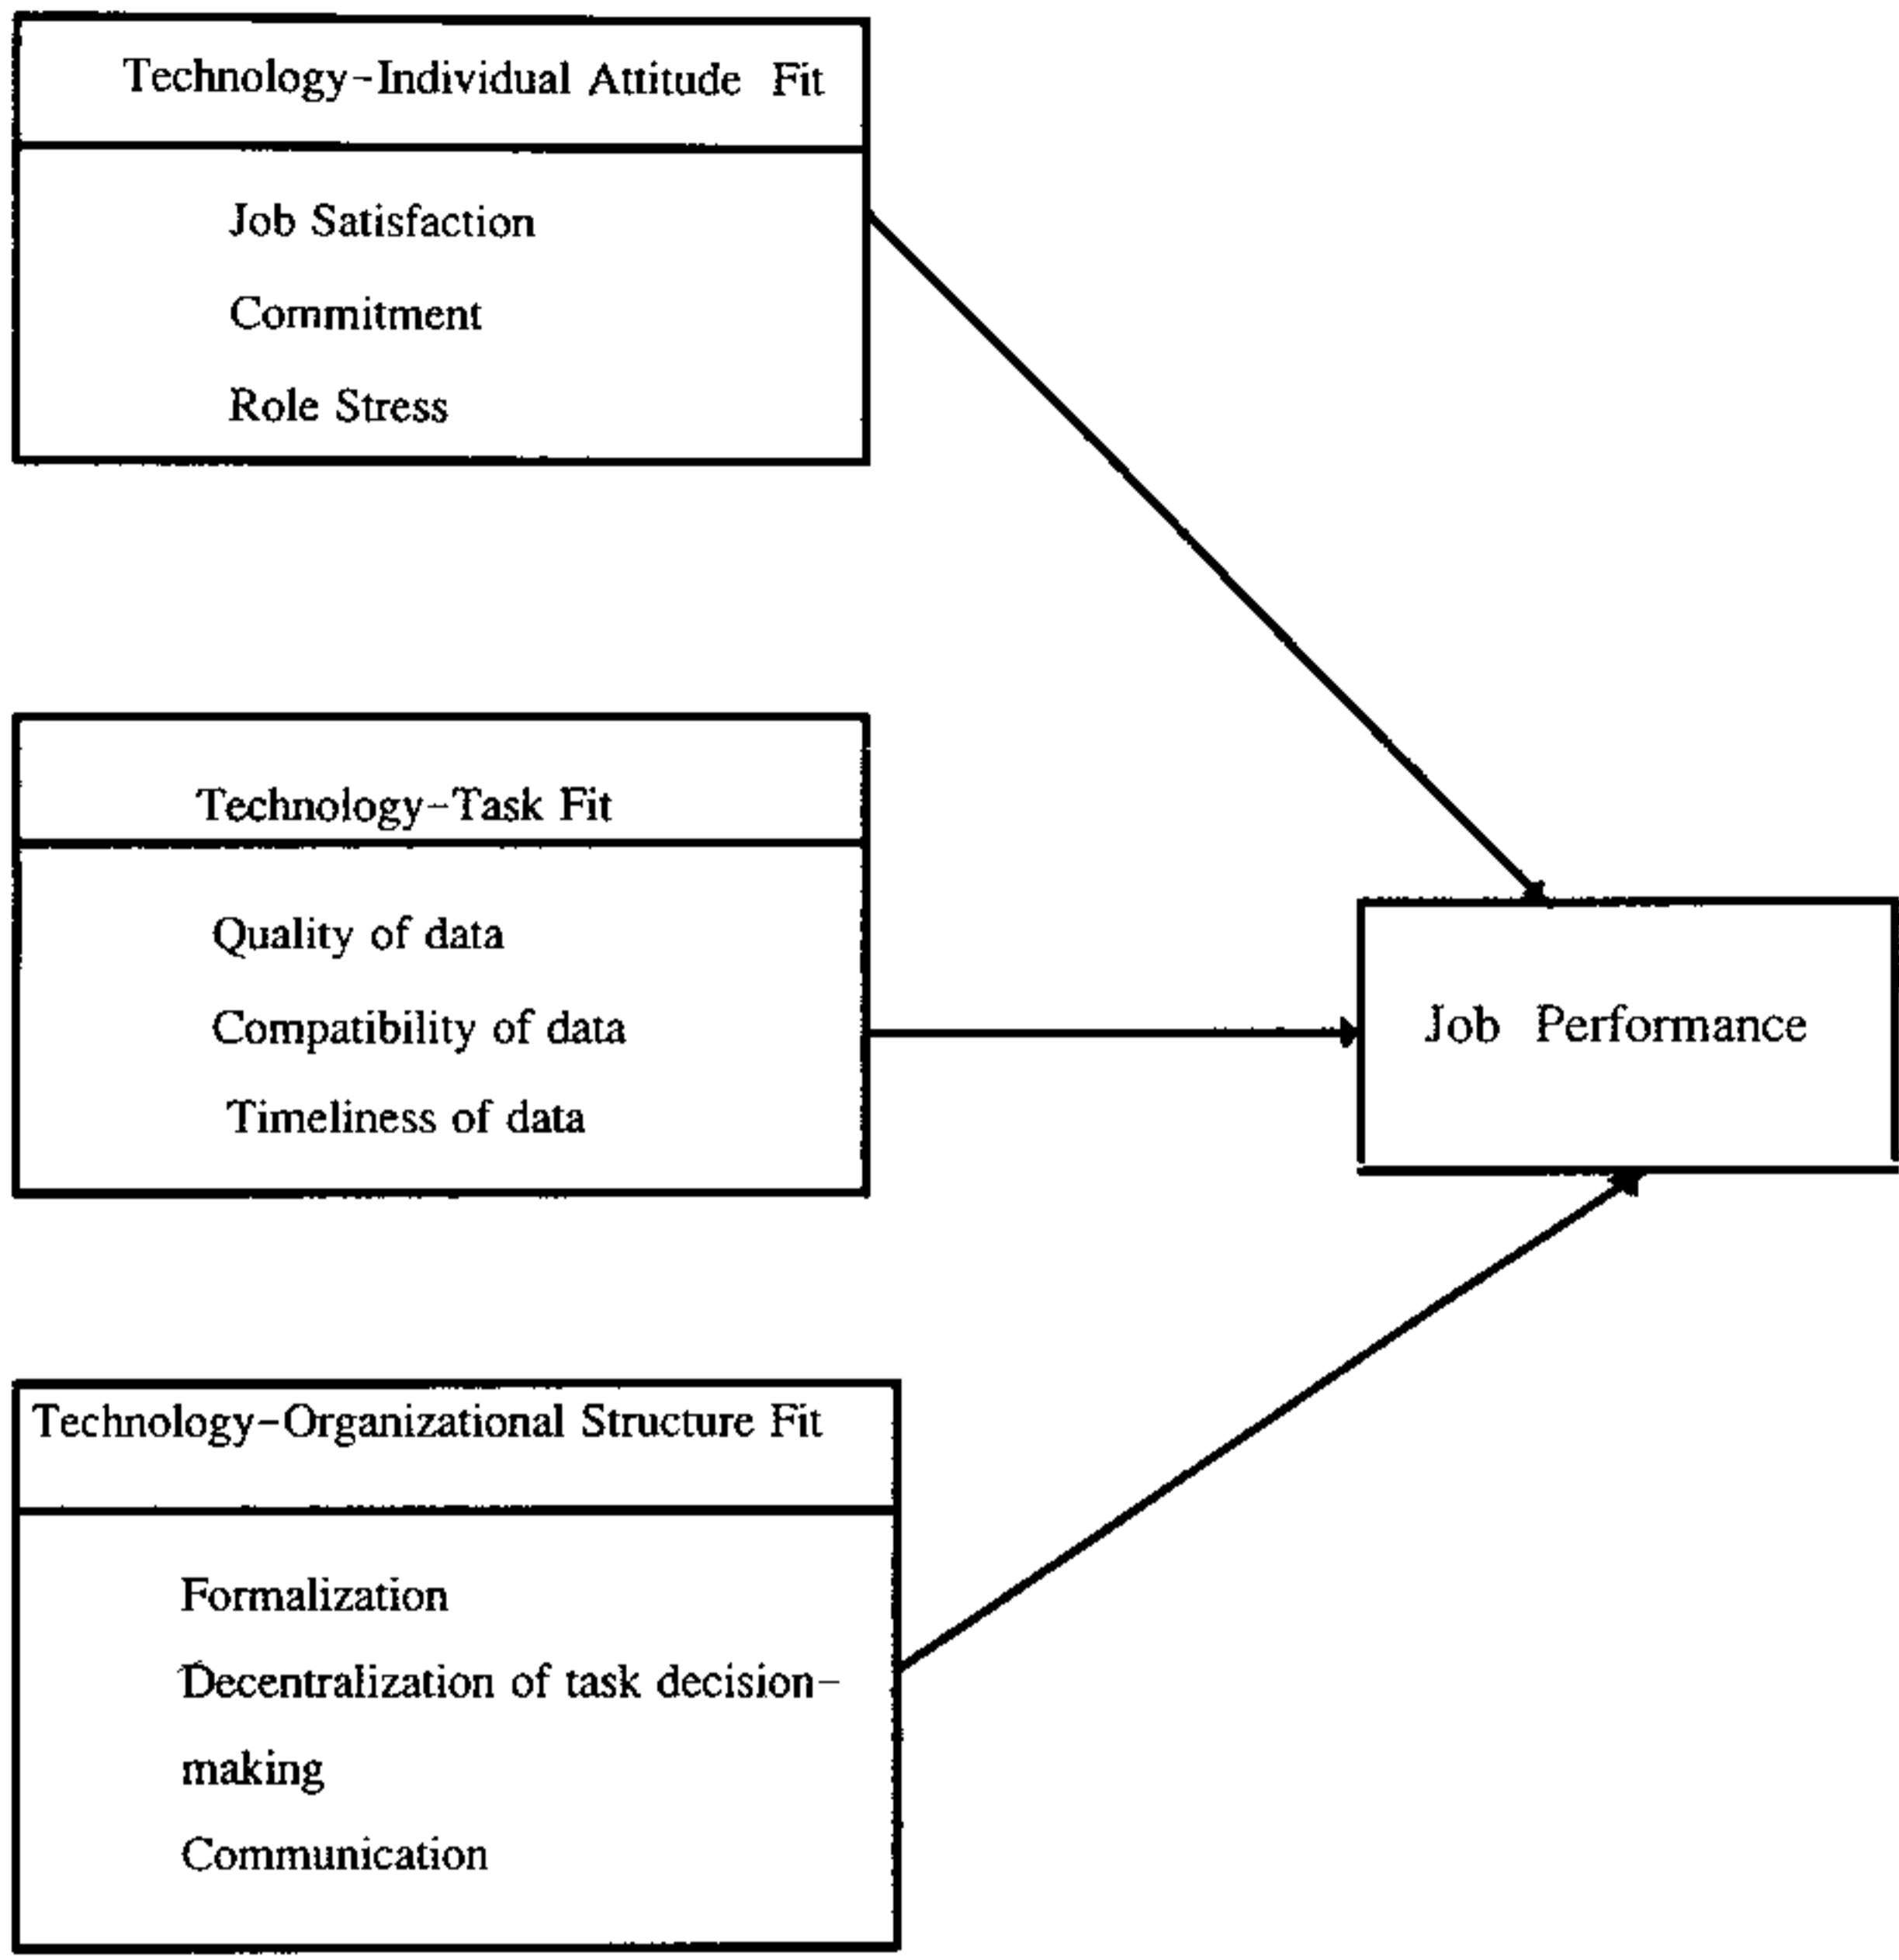 Technology-Individual Attitude Fit
Job Satisfaction
Commitment
Role Stress
Technology-Task Fit
Quality of data
Compatibility of data
Timeliness of data
Job Performance
Technology-Organizational Structure Fit
Formalization
Decentralization of task decision-
making
Communication